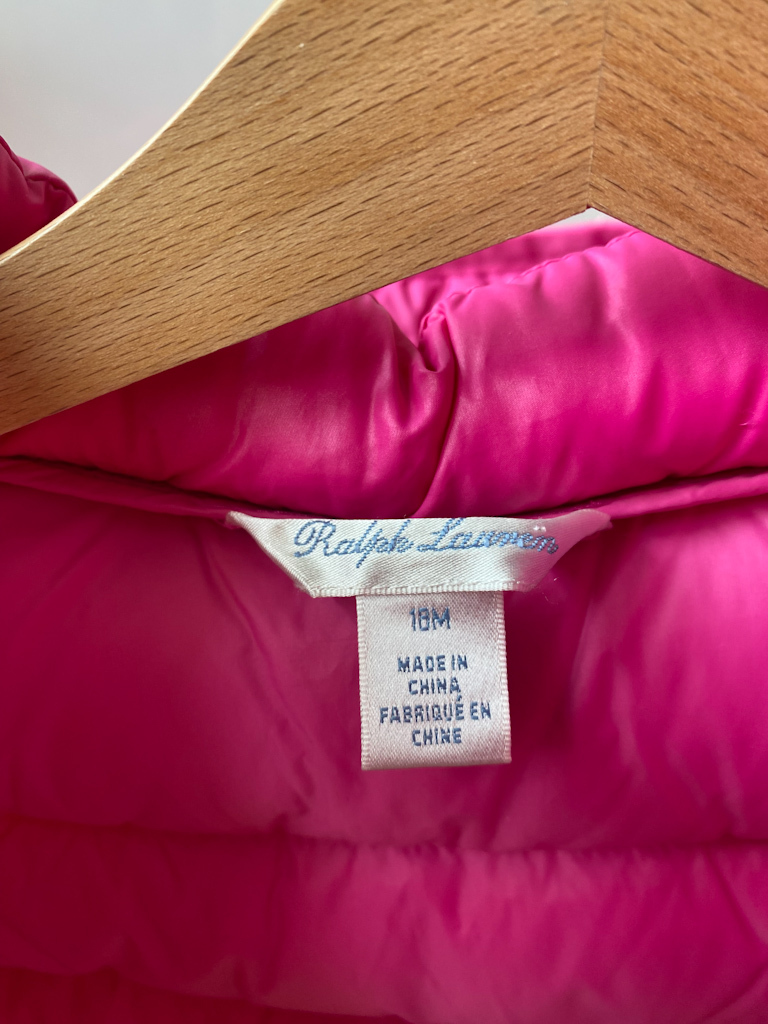 Ralph Lauren
18M
MADE IN
CHINA
FABRIQUÉ EN
CHINE